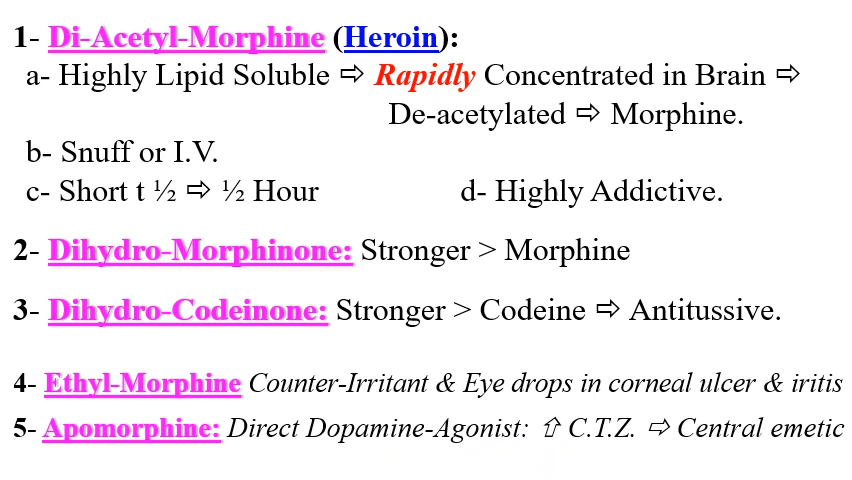 1- Di-Acetyl-Morphine (Heroin):
a- Highly Lipid Soluble ⇨ Rapidly Concentrated in Brain ⇨
De-acetylated ⇨ Morphine.
b- Snuff or I.V.
c- Short t ½ ⇨ ½ Hour d- Highly Addictive.
2- Dihydro-Morphinone: Stronger > Morphine
3- Dihydro-Codeinone: Stronger > Codeine ⇨ Antitussive.
4- Ethyl-Morphine Counter-Irritant & Eye drops in corneal ulcer & iritis
5- Apomorphine: Direct Dopamine-Agonist: ⇧ C.T.Z. ⇨ Central emetic